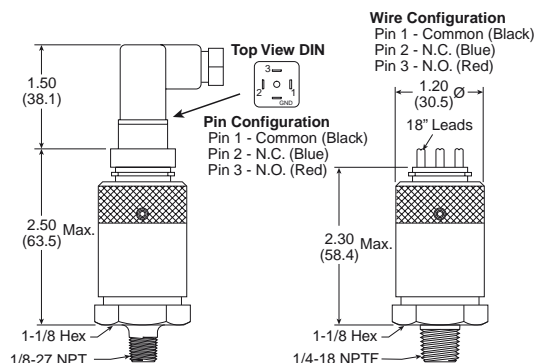 Wire Configuration
Pin 1 - Common (Black)
Pin 2 - N.C. (Blue)
Pin 3 - N.O. (Red)
Top View DIN
3
2
1
GND
1.50
(38.1)
1.20
(30.5) Ø
Pin Configuration
Pin 1 - Common (Black)
Pin 2 - N.C. (Blue)
Pin 3 - N.O. (Red)
18” Leads
2.50
(63.5) Max.
2.30
(58.4) Max.
1-1/8 Hex
1/8-27 NPT
1-1/8 Hex
1/4-18 NPTF